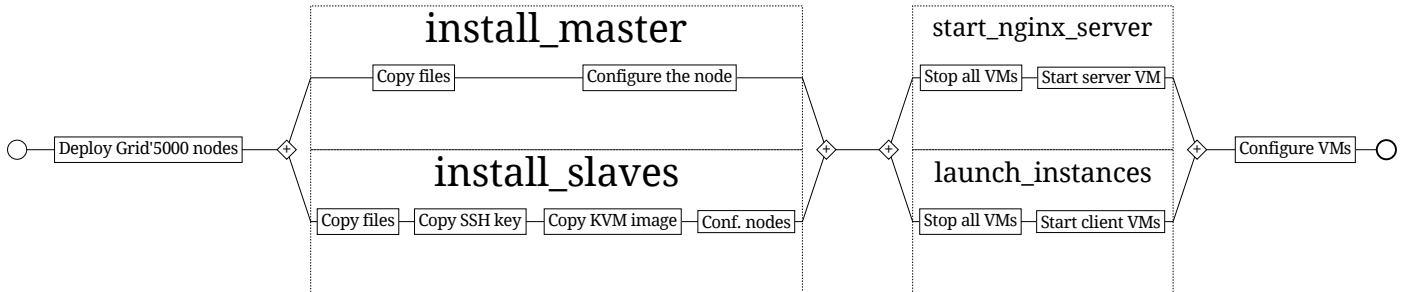 install_master
Copy files
Configure the node
start_nginx_server
Stop all VMs
Start server VM
Deploy Grid'5000 nodes
+
+
+
+
Configure VMs
install_slaves
Copy files
Copy SSH key
Copy KVM image
Conf. nodes
launch_instances
Stop all VMs
Start client VMs